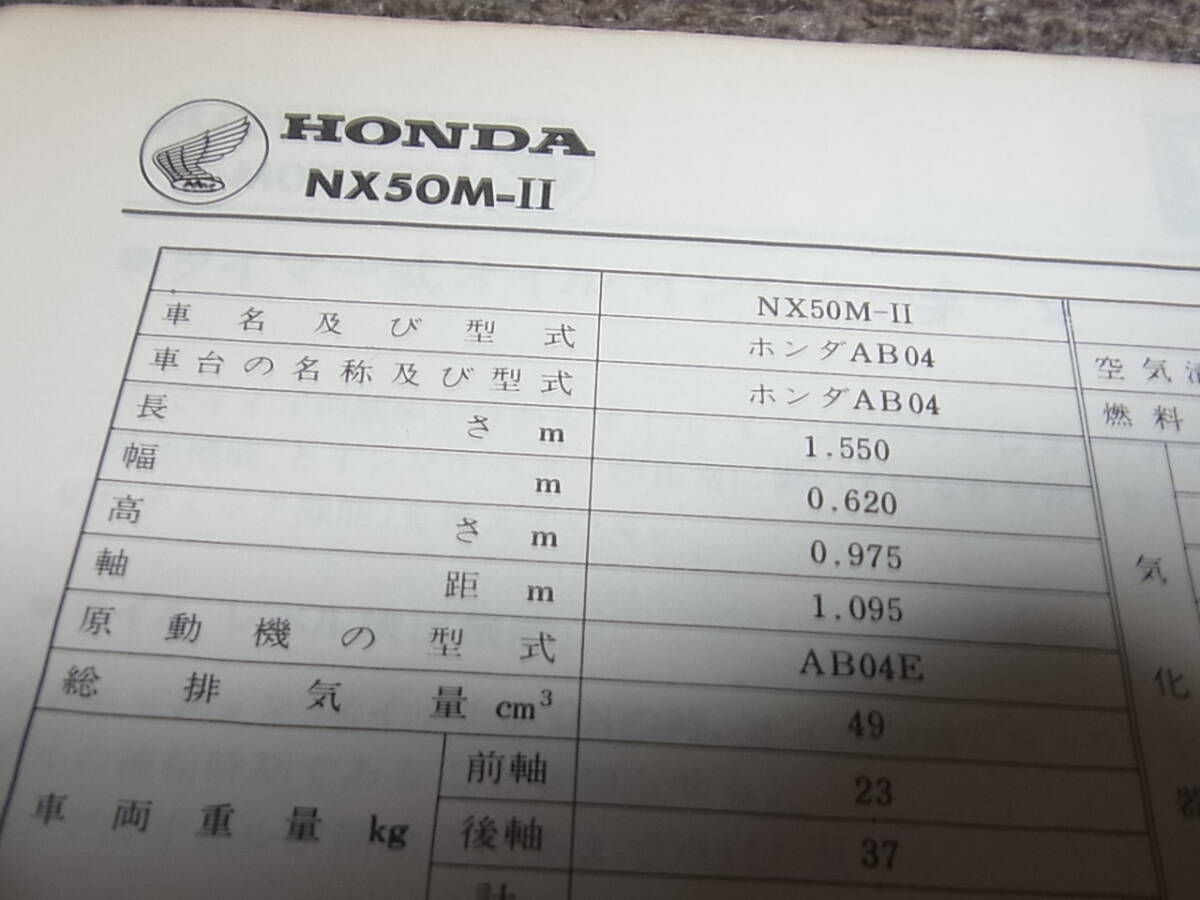 HONDA
NX50M-II
NX50M-II
車名及び型式 ホンダAB04
車台の名称及び型式 ホンダAB04
長さ m 1.550
幅 m 0.620
高さ m 0.975
軸距 m 1.095
原動機の型式 AB04E
総排気量 cm³ 49
車両重量 kg 前軸 23
後軸 37
計
空気清
燃料
気
化
器